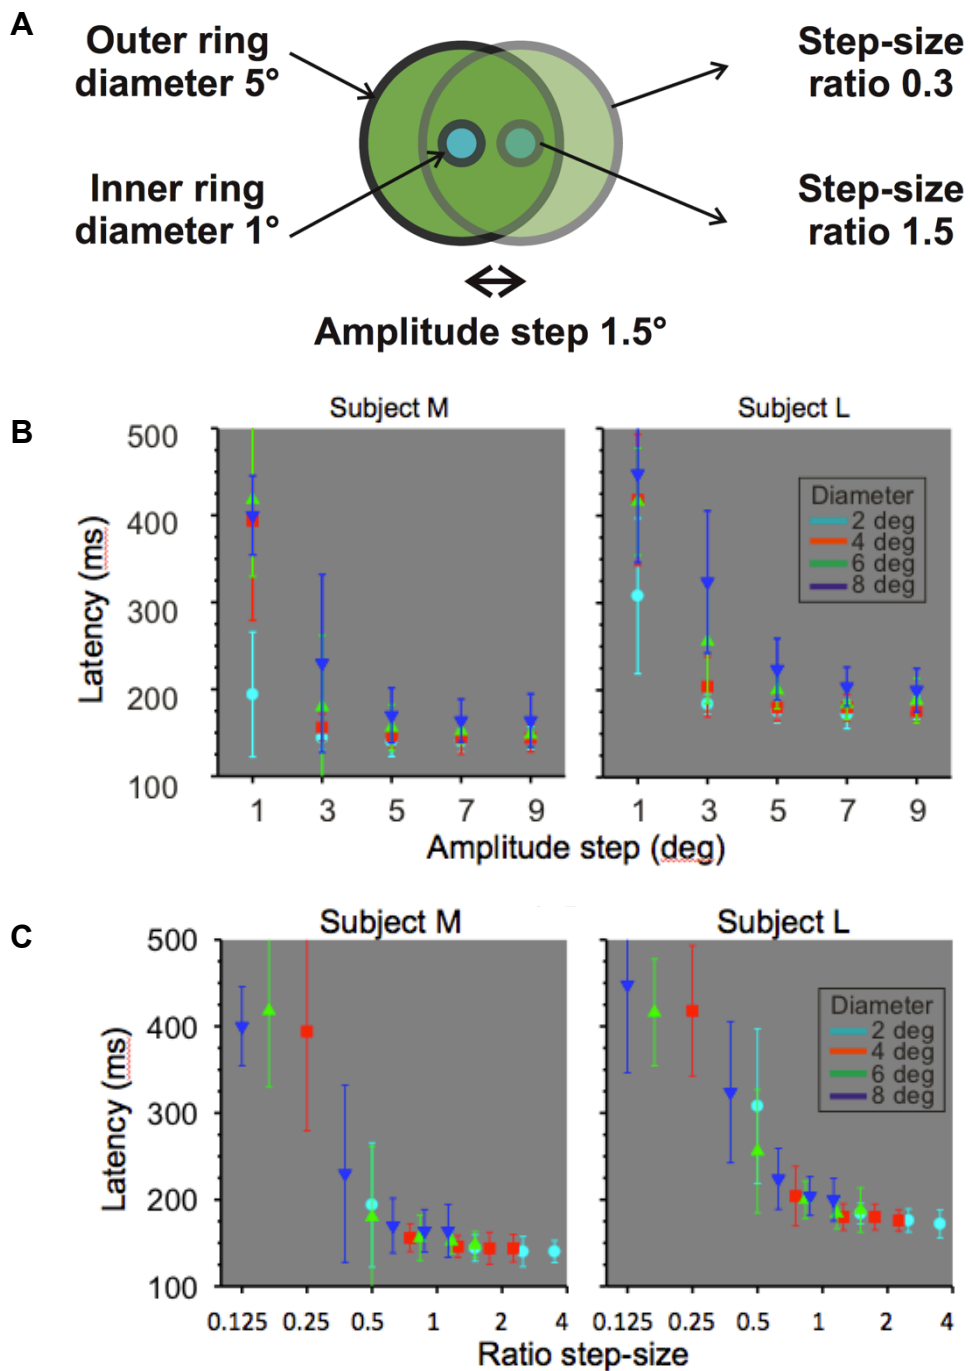 A
Outer ring
diameter 5°
Step-size
ratio 0.3
Inner ring
diameter 1°
Step-size
ratio 1.5
Amplitude step 1.5°
B
Subject M
Subject L
500
400
300
200
100
Latency (ms)
Diameter
2 deg
4 deg
6 deg
8 deg
1 3 5 7 9
1 3 5 7 9
Amplitude step (deg)
C
Subject M
Subject L
500
400
300
200
100
Latency (ms)
Diameter
2 deg
4 deg
6 deg
8 deg
0.125 0.25 0.5 1 2 4
0.125 0.25 0.5 1 2 4
Ratio step-size